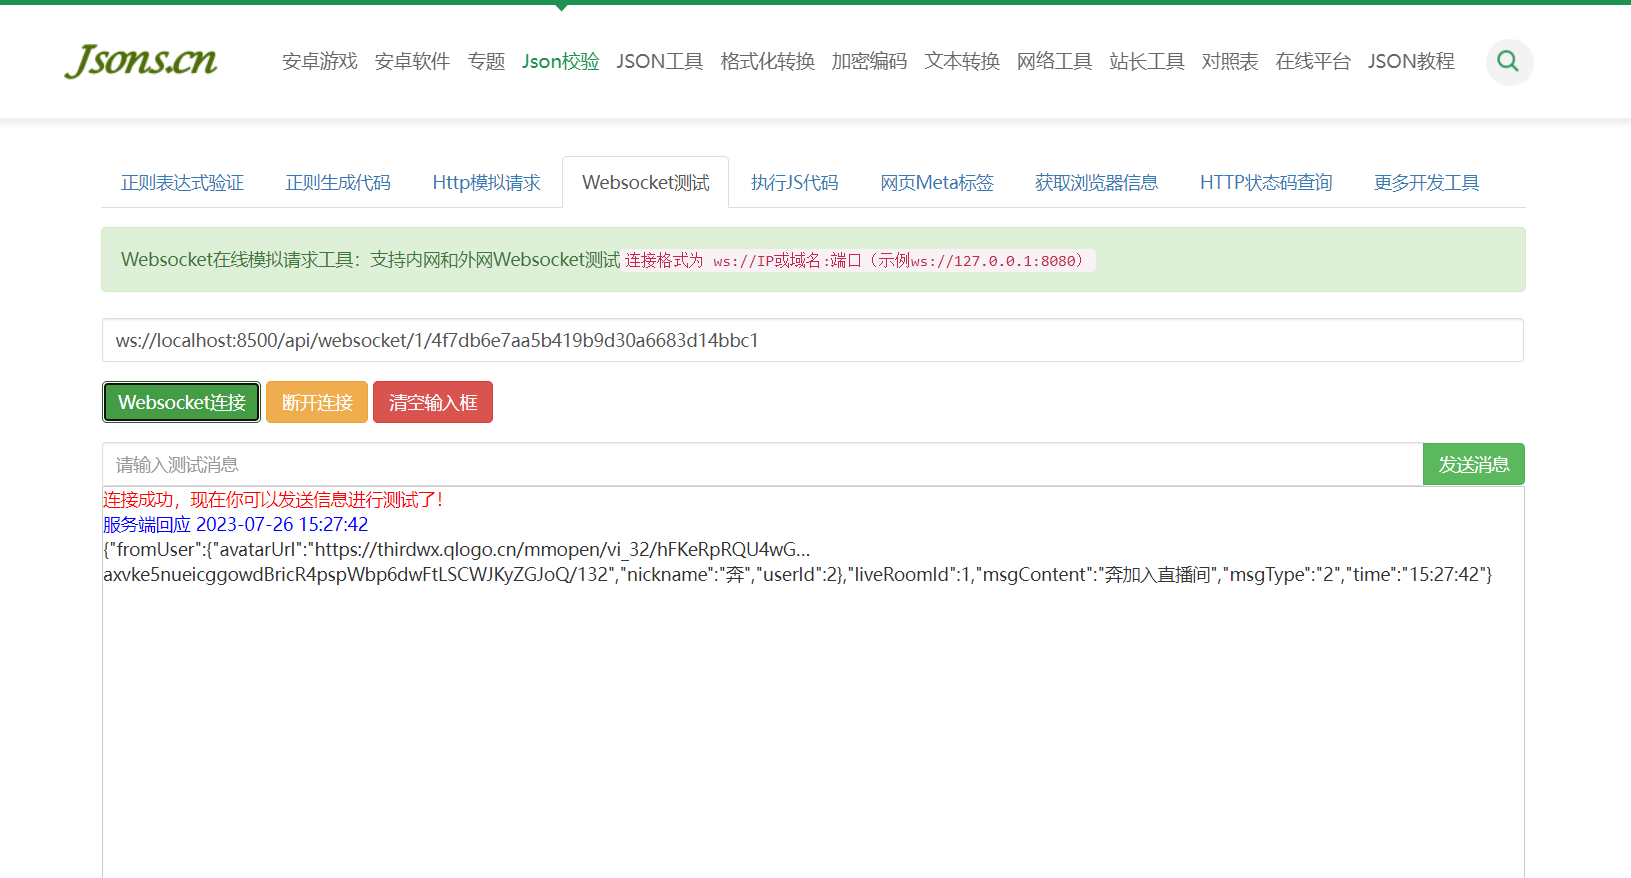 Jsons.cn
安卓游戏 安卓软件 专题 Json校验 JSON工具 格式化转换 加密编码 文本转换 网络工具 站长工具 对照表 在线平台 JSON教程
正则表达式验证 正则生成代码 Http模拟请求 Websocket测试 执行JS代码 网页Meta标签 获取浏览器信息 HTTP状态码查询 更多开发工具
Websocket在线模拟请求工具：支持内网和外网Websocket测试 连接格式为 ws://IP或域名:端口（示例ws://127.0.0.1:8080）
ws://localhost:8500/api/websocket/1/4f7db6e7aa5b419b9d30a6683d14bbc1
Websocket连接 断开连接 清空输入框
请输入测试消息 发送消息
连接成功，现在你可以发送信息进行测试了！
服务端回应 2023-07-26 15:27:42
{"fromUser":{"avatarUrl":"https://thirdwx.qlogo.cn/mmopen/vi_32/hFKeRpRQU4wG...
axvke5nueicggowdBricR4pspWbp6dwFtLSCWJKyZGJoQ/132","nickname":"奔","userId":2},"liveRoomId":1,"msgContent":"奔加入直播间","msgType":"2","time":"15:27:42"}